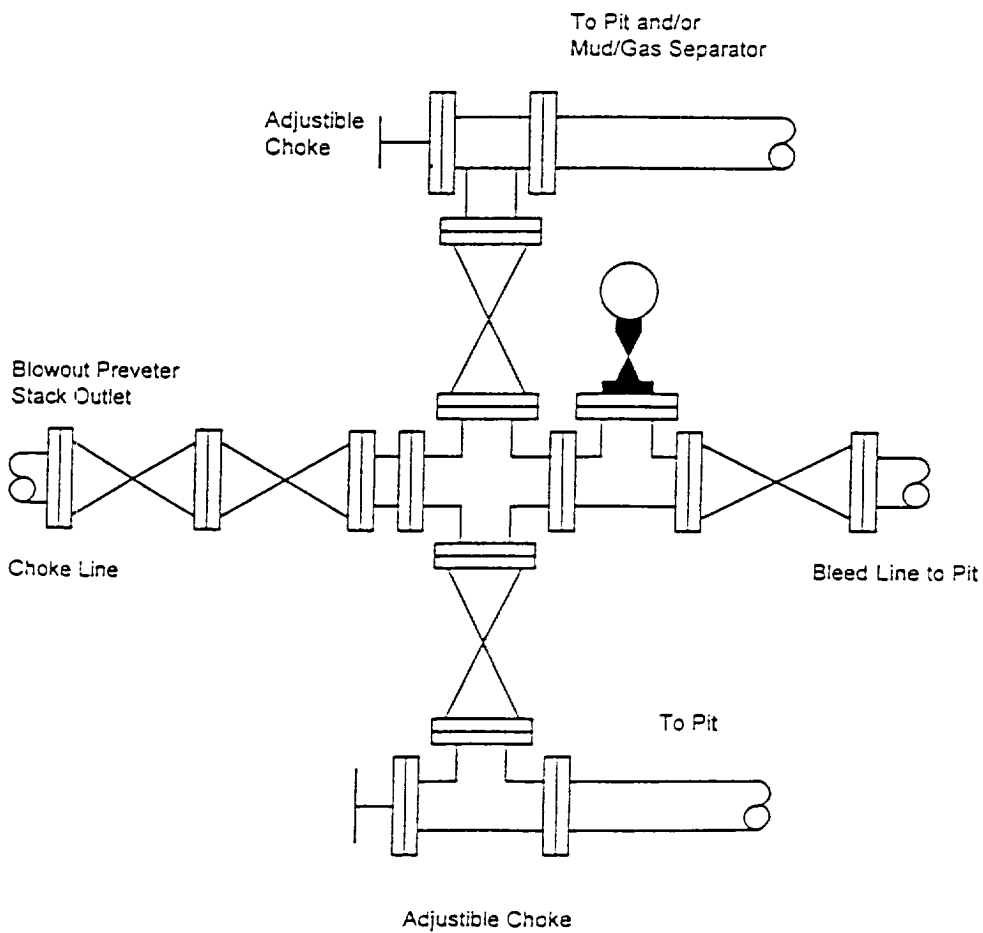 To Pit and/or
Mud/Gas Separator
Adjustible
Choke
Blowout Preveter
Stack Outlet
Choke Line
Bleed Line to Pit
To Pit
Adjustible Choke